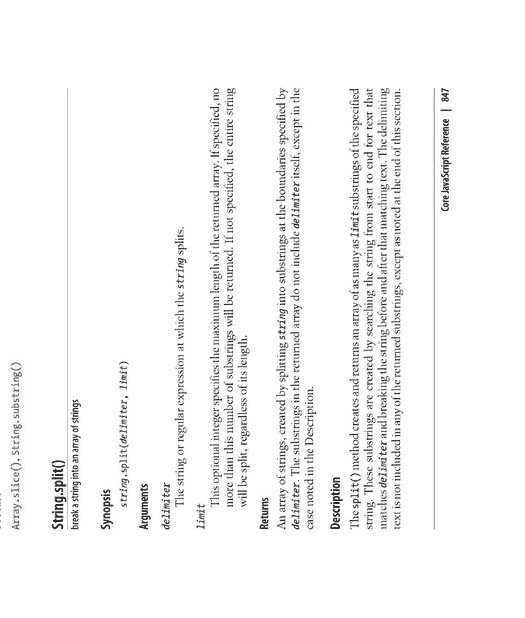 Array.slice(), String.substring()
String.split()
break a string into an array of strings
Synopsis
string.split(delimiter, limit)
Arguments
delimiter
The string or regular expression at which the string splits.
limit
This optional integer specifies the maximum length of the returned array. If specified, no
more than this number of substrings will be returned. If not specified, the entire string
will be split, regardless of its length.
Returns
An array of strings, created by splitting string into substrings at the boundaries specified by
delimiter. The substrings in the returned array do not include delimiter itself, except in the
case noted in the Description.
Description
The split() method creates and returns an array of as many as limit substrings of the specified
string. These substrings are created by searching the string from start to end for text that
matches delimiter and breaking the string before and after that matching text. The delimiting
text is not included in any of the returned substrings, except as noted at the end of this section.
Core JavaScript Reference | 847